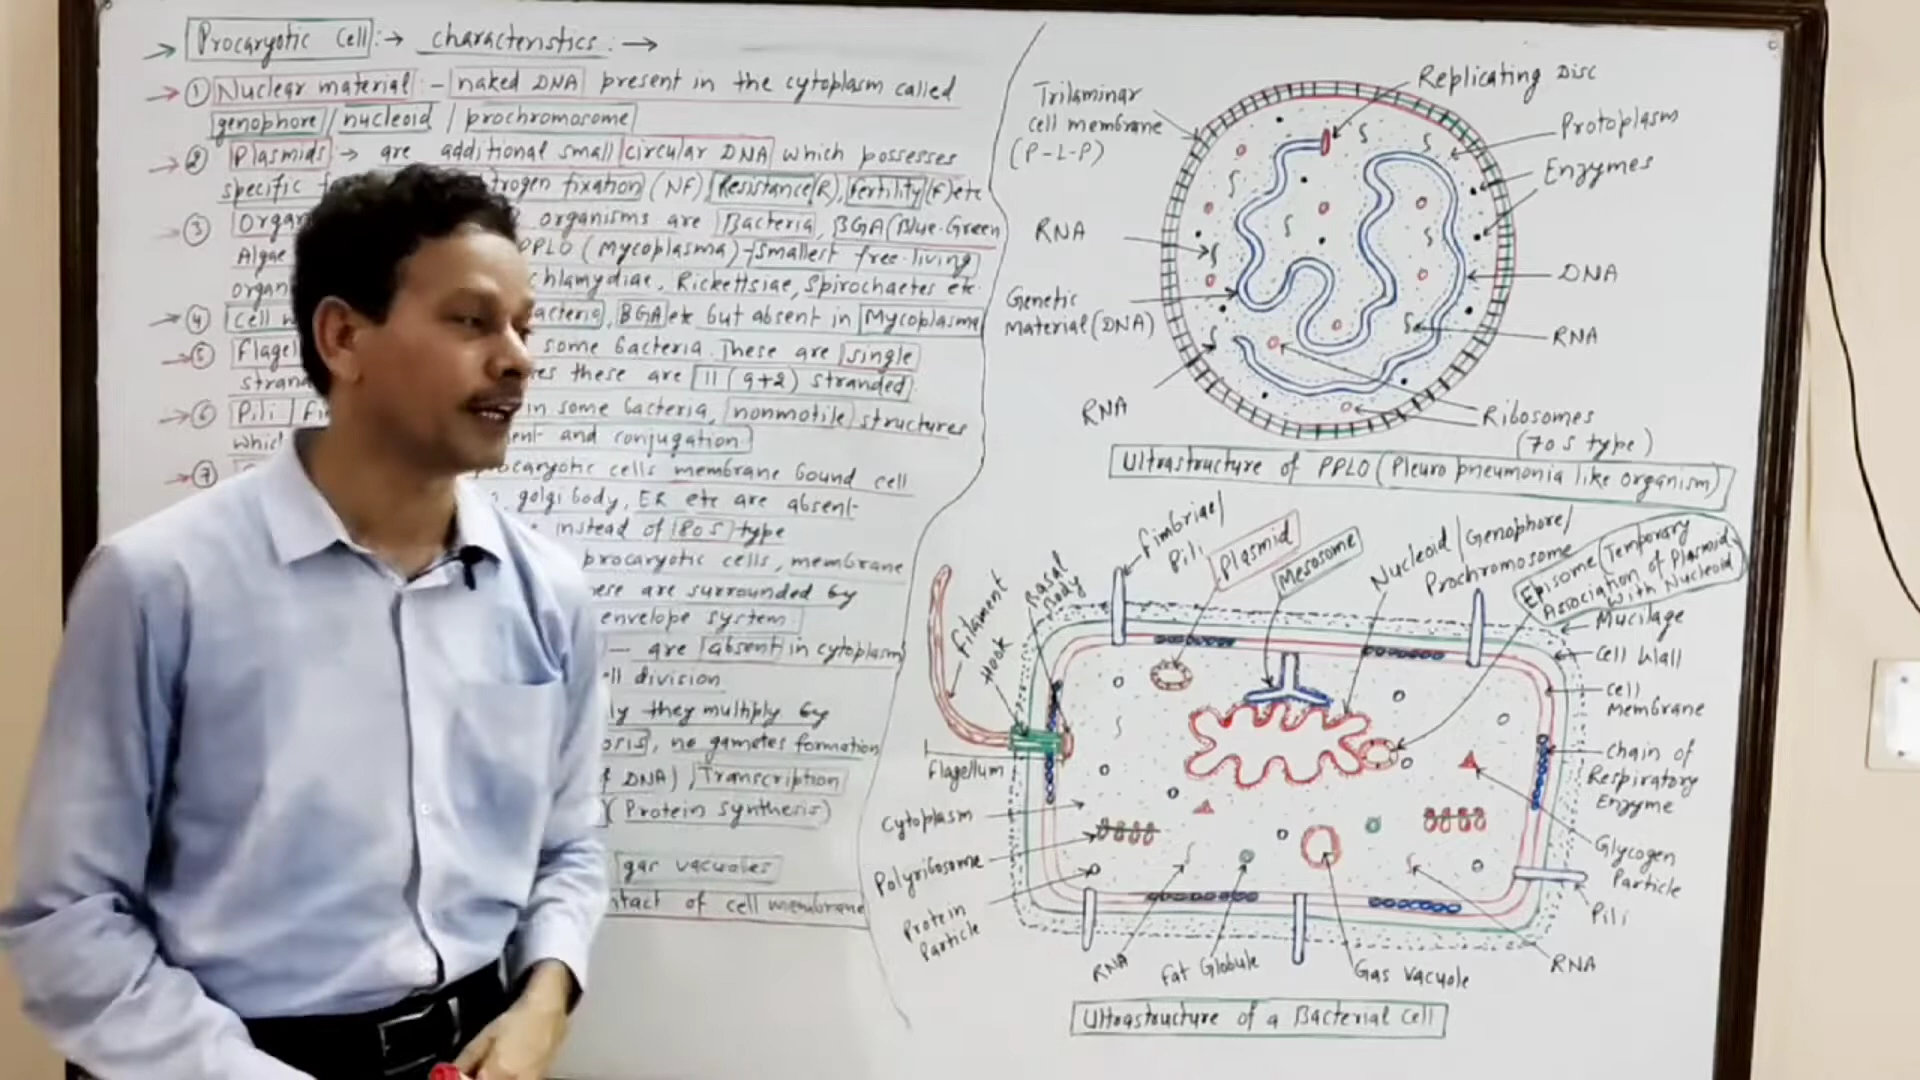 Procaryotic Cell :→ characteristics :→
① Nuclear material :- naked DNA present in the cytoplasm called
genophore / nucleoid / prochromosome
② Plasmids → are additional small circular DNA which possesses
specific trogen fixation (NF) Resistance(R), Fertility(F) etc
③ organisms are Bacteria, BGA (Blue-Green
Algae PPLO (Mycoplasma) - Smallest free-living
organ chlamydiae, Rickettsiae, Spirochaetes etc
④ Cell acteria, BGA etc but absent in Mycoplasma
⑤ Flagel some bacteria. These are single
strand es these are 11 (9+2) stranded
⑥ Pili / in some bacteria, nonmotile structures
whic ent and conjugation
⑦ ocaryotic cells membrane bound cell
golgi body, ER etc are absent
instead of 80S type
procaryotic cells, membrane
ese are surrounded by
envelope system
— are absent in cytoplasm
ll division
ly they multiply by
osis, no gametes formation
DNA), Transcription
(Protein synthesis)
gas vacuoles
ntact of cell membrane
Trilaminar
cell membrane
(P-L-P)
Replicating Disc
Protoplasm
Enzymes
RNA
DNA
Genetic
material (DNA)
RNA
RNA
Ribosomes
(70 S type)
Ultrastructure of PPLO (Pleuro pneumonia like organism)
Filament
Hook
Basal
Body
Fimbriae/
Pili
Plasmid
Mesosome
Nucleoid / Genophore/
Prochromosome
Episome (Temporary
Association of Plasmid
with Nucleoid
Mucilage
Cell Wall
Cell
Membrane
Flagellum
chain of
Respiratory
Enzyme
Cytoplasm
Polyribosome
Glycogen
Particle
Protein
Particle
Pili
RNA
Fat Globule
Gas Vacuole
RNA
Ultrastructure of a Bacterial Cell